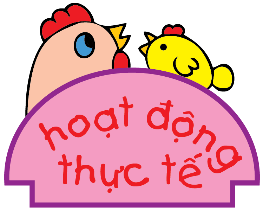 hoạt động
thực tế